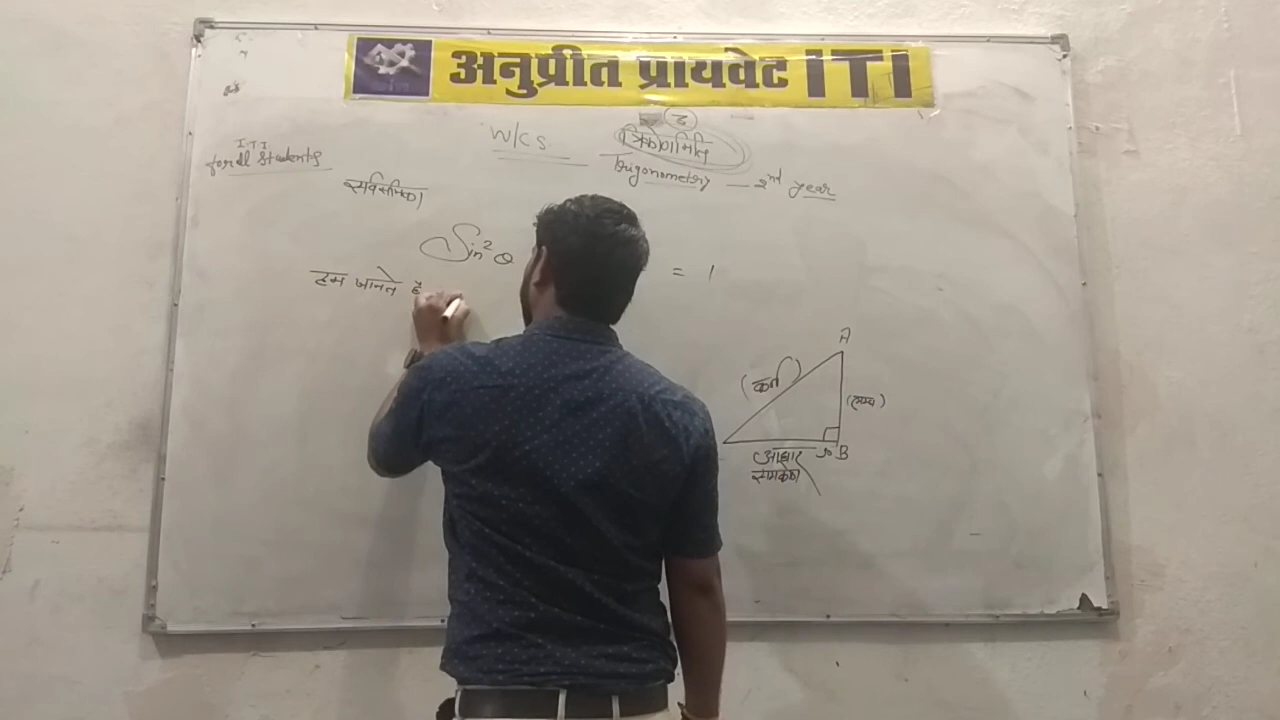 अनुप्रीत प्रायवेट ITI
W/CS
त्रिकोणमिति
Trigonometry — 2nd year
ITI
for all Students
सर्वसमिका
Sin²θ = 1
हम जानते है
A
(कर्ण)
(लम्ब)
आधार B
समकोण